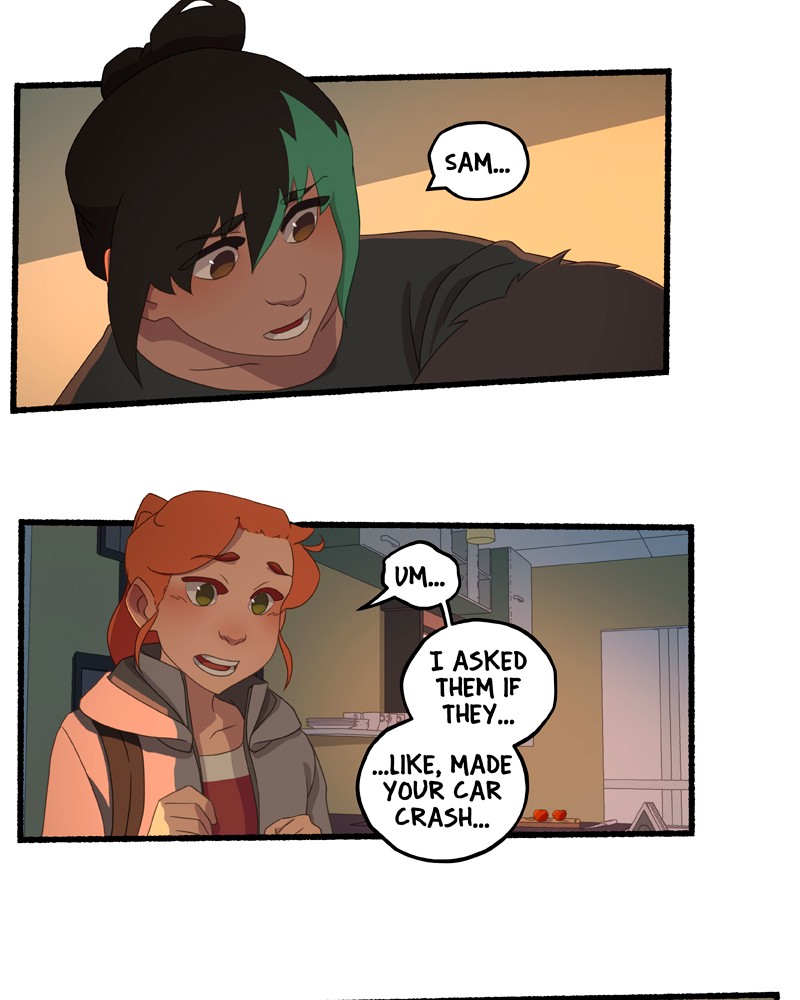 SAM...
UM...
I ASKED
THEM IF
THEY...
...LIKE, MADE
YOUR CAR
CRASH...